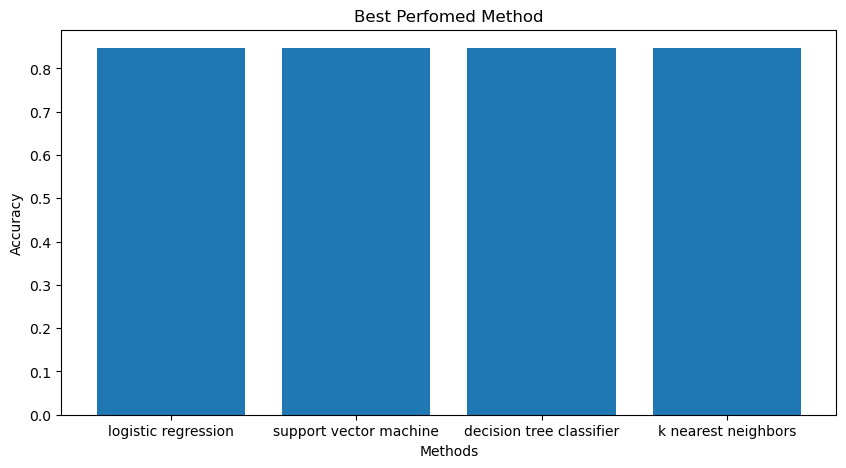 Best Perfomed Method
Accuracy
0.8
0.7
0.6
0.5
0.4
0.3
0.2
0.1
0.0
logistic regression
support vector machine
decision tree classifier
k nearest neighbors
Methods